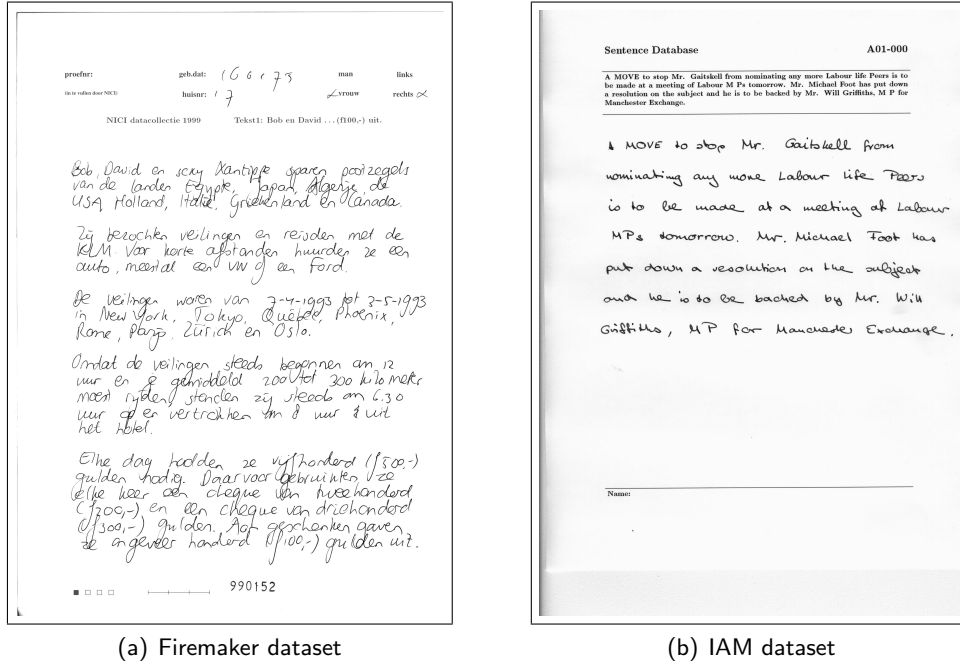 proefnr: geb.dat: 160173 man links
(in te vullen door NICI) huisnr: 17 vrouw rechts
NICI datacollectie 1999 Tekst1: Bob en David ... (f100,-) uit.
Bob, David en sexy Xantippe sparen postzegels
van de landen Egypte, Japan, Algerije, de
USA, Holland, Italië, Griekenland en Canada.
Zij bezochten veilingen en reisden met de
KLM. Voor korte afstanden huurden ze een
auto, meestal een VW of een Ford.
De veilingen waren van 7-4-1993 tot 3-5-1993
in New York, Tokyo, Québec, Phoenix,
Rome, Parijs, Zürich en Oslo.
Omdat de veilingen steeds begonnen om 12
uur en je gemiddeld 200 tot 300 kilometer
moest rijden, stonden zij steeds om 6.30
uur op en vertrokken om 8 uur uit
het hotel.
Elke dag hadden ze vijfhonderd (f500,-)
gulden nodig. Daarvoor gebruikten ze
elke keer een cheque van tweehonderd
(f200,-) en een cheque van driehonderd
(f300,-) gulden. Aan geschenken gaven
ze ongeveer honderd (f100,-) gulden uit.
990152
(a) Firemaker dataset
Sentence Database A01-000
A MOVE to stop Mr. Gaitskell from nominating any more Labour life Peers is to
be made at a meeting of Labour M Ps tomorrow. Mr. Michael Foot has put down
a resolution on the subject and he is to be backed by Mr. Will Griffiths, M P for
Manchester Exchange.
A MOVE to stop Mr. Gaitskell from
nominating any more Labour life Peers
is to be made at a meeting of Labour
MPs tomorrow. Mr. Michael Foot has
put down a resolution on the subject
and he is to be backed by Mr. Will
Griffiths, MP for Manchester Exchange.
Name:
(b) IAM dataset